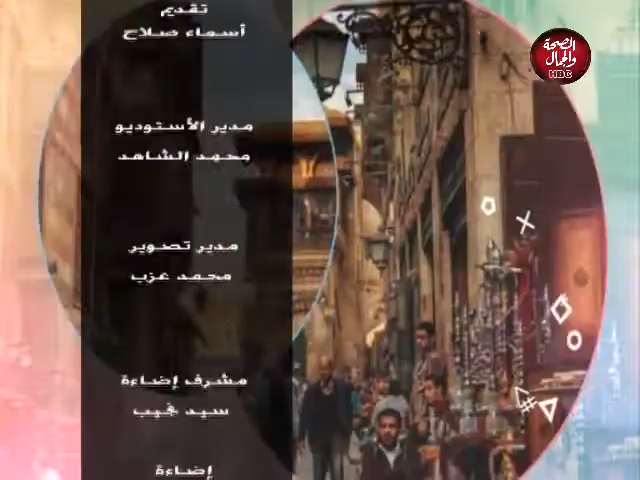 تقديم
أسماء صلاح
مدير الأستوديو
محمد الشاهد
مدير تصوير
محمد عزب
مشرف إضاءة
سيد نجيب
إضاءة
الصحة
والجمال
HBC